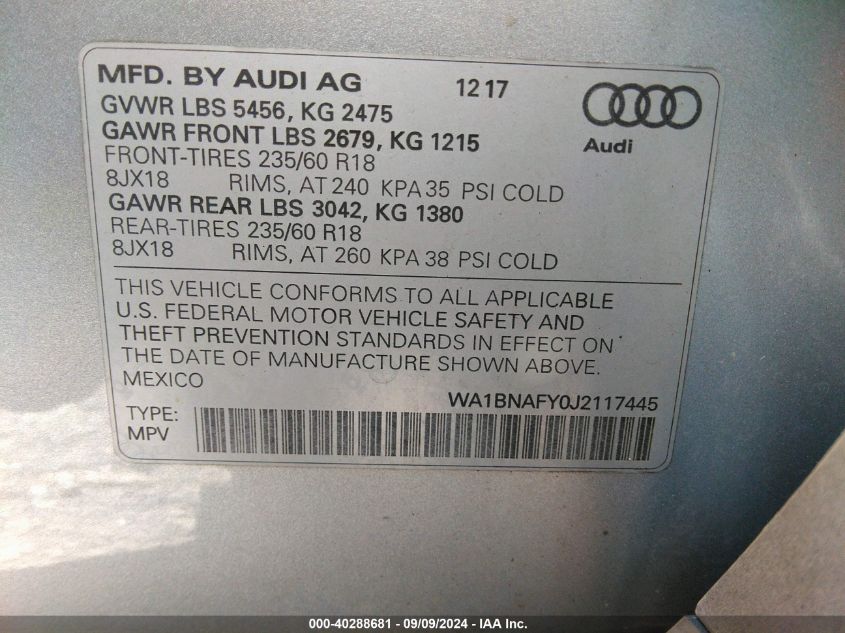 MFD. BY AUDI AG 12 17
GVWR LBS 5456, KG 2475
GAWR FRONT LBS 2679, KG 1215
Audi
FRONT-TIRES 235/60 R18
8JX18 RIMS, AT 240 KPA 35 PSI COLD
GAWR REAR LBS 3042, KG 1380
REAR-TIRES 235/60 R18
8JX18 RIMS, AT 260 KPA 38 PSI COLD
THIS VEHICLE CONFORMS TO ALL APPLICABLE
U.S. FEDERAL MOTOR VEHICLE SAFETY AND
THEFT PREVENTION STANDARDS IN EFFECT ON
THE DATE OF MANUFACTURE SHOWN ABOVE.
MEXICO
WA1BNAFY0J2117445
TYPE:
MPV
000-40288681 - 09/09/2024 - IAA Inc.